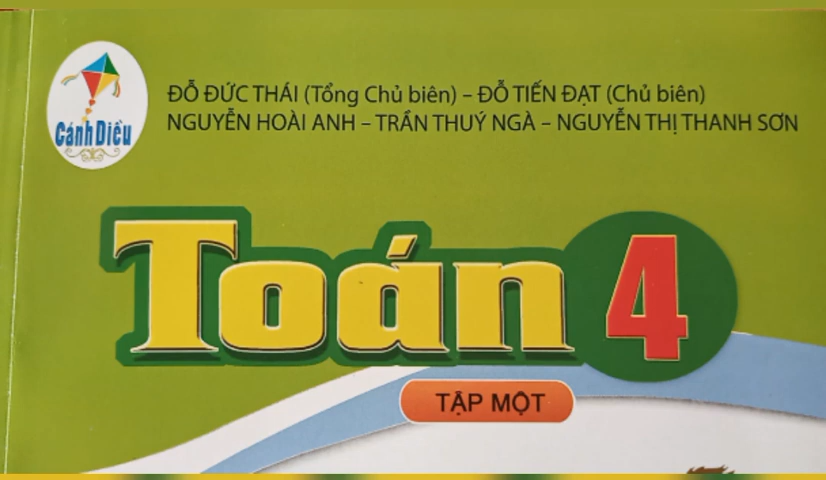 Cánh Diều
ĐỖ ĐỨC THÁI (Tổng Chủ biên) – ĐỖ TIẾN ĐẠT (Chủ biên)
NGUYỄN HOÀI ANH – TRẦN THUÝ NGÀ – NGUYỄN THỊ THANH SƠN
Toán 4
TẬP MỘT